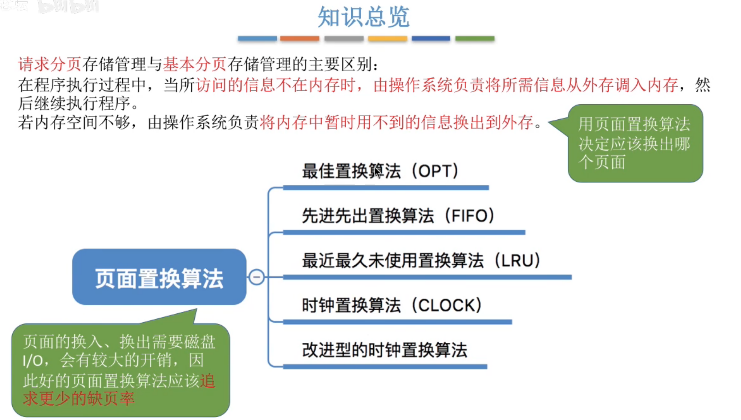 知识总览
请求分页存储管理与基本分页存储管理的主要区别：
在程序执行过程中，当所访问的信息不在内存时，由操作系统负责将所需信息从外存调入内存，然
后继续执行程序。
若内存空间不够，由操作系统负责将内存中暂时用不到的信息换出到外存。
用页面置换算法
决定应该换出哪
个页面
最佳置换算法（OPT）
先进先出置换算法（FIFO）
最近最久未使用置换算法（LRU）
页面置换算法
时钟置换算法（CLOCK）
改进型的时钟置换算法
页面的换入、换出需要磁盘
I/O，会有较大的开销，因
此好的页面置换算法应该追
求更少的缺页率